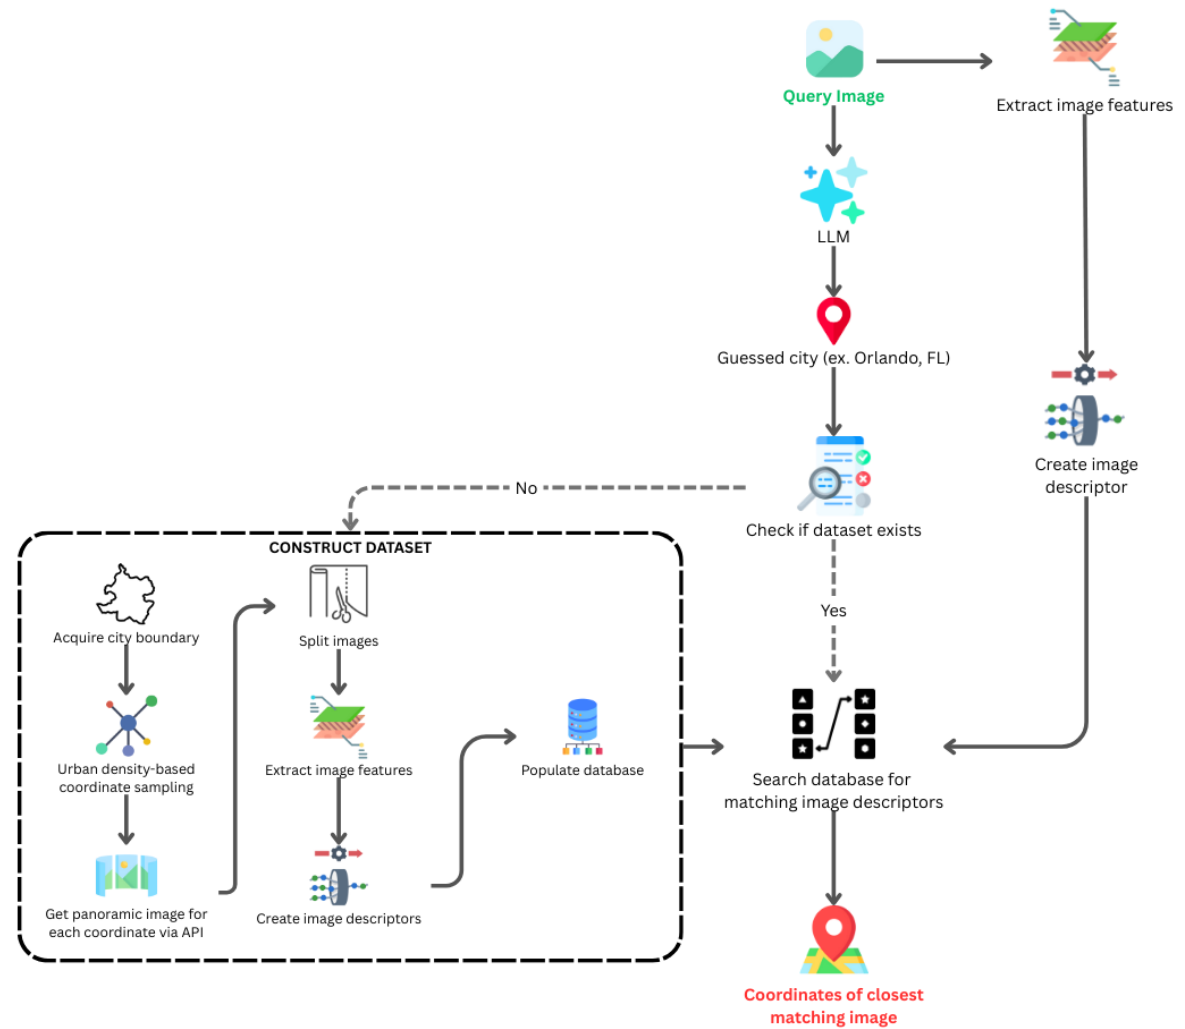 Query Image
Extract image features
LLM
Guessed city (ex. Orlando, FL)
Create image
descriptor
No
Check if dataset exists
Yes
CONSTRUCT DATASET
Acquire city boundary
Urban density-based
coordinate sampling
Get panoramic image for
each coordinate via API
Split images
Extract image features
Create image descriptors
Populate database
Search database for
matching image descriptors
Coordinates of closest
matching image